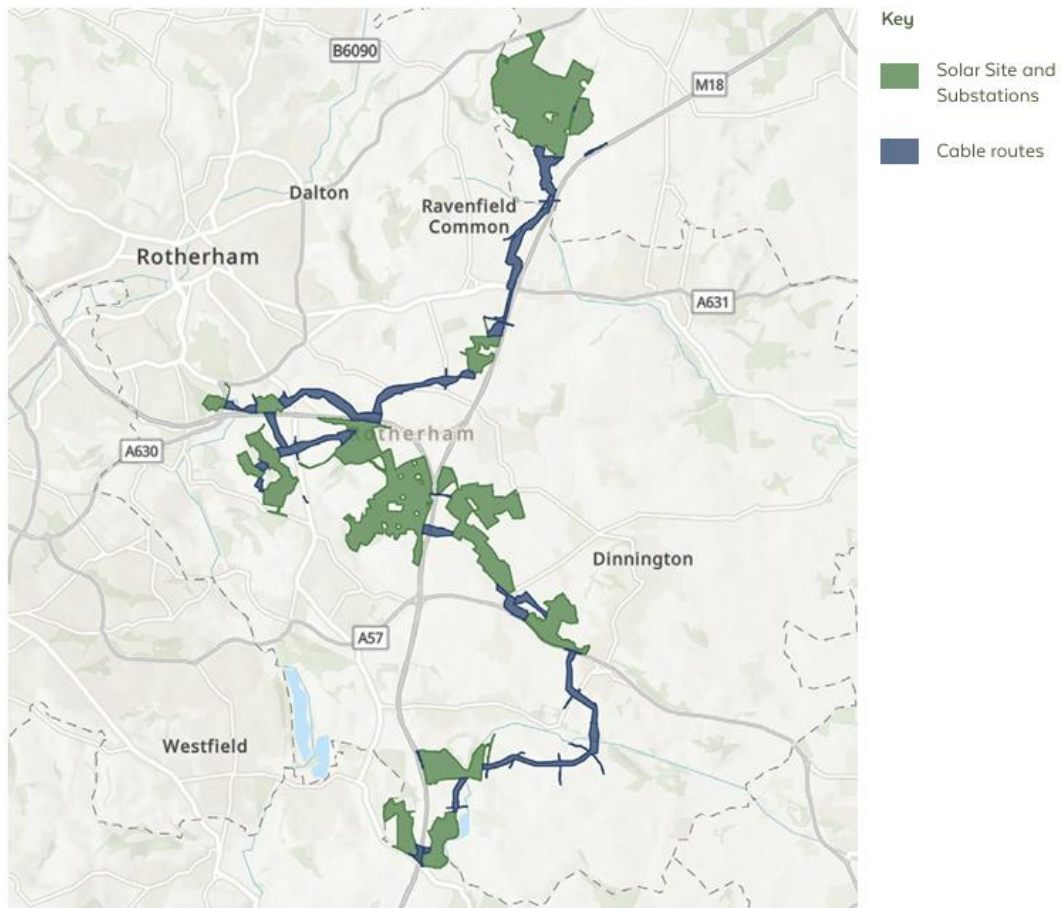 Key
Solar Site and
Substations
Cable routes
B6090
M18
Dalton
Ravenfield
Common
Rotherham
A631
A630
Rotherham
Dinnington
A57
Westfield